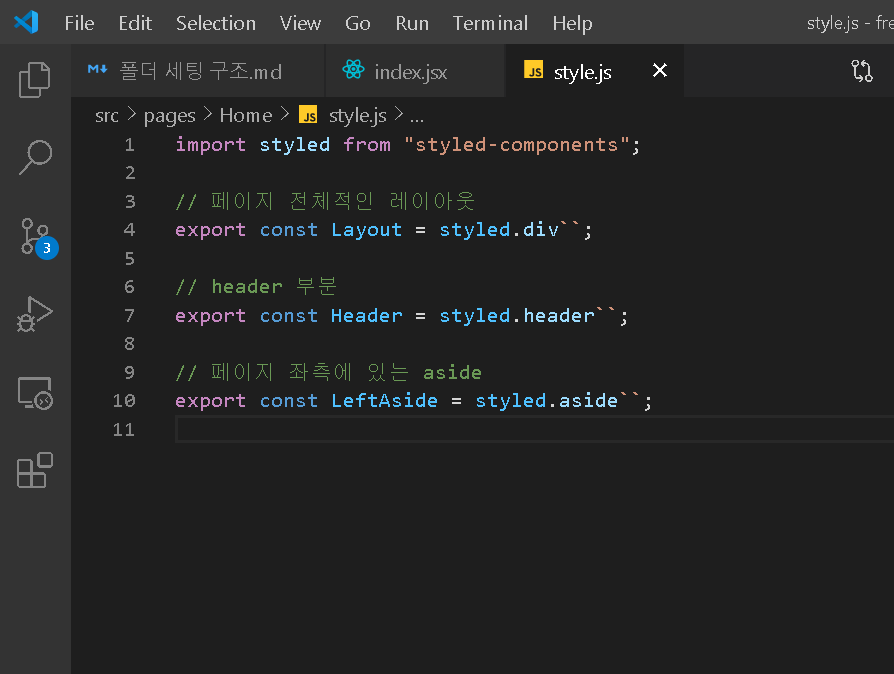 File Edit Selection View Go Run Terminal Help style.js - fre
폴더 세팅 구조.md index.jsx JS style.js
src > pages > Home > JS style.js > ...
1 import styled from "styled-components";
2
3 // 페이지 전체적인 레이아웃
4 export const Layout = styled.div``;
5
6 // header 부분
7 export const Header = styled.header``;
8
9 // 페이지 좌측에 있는 aside
10 export const LeftAside = styled.aside``;
11
3